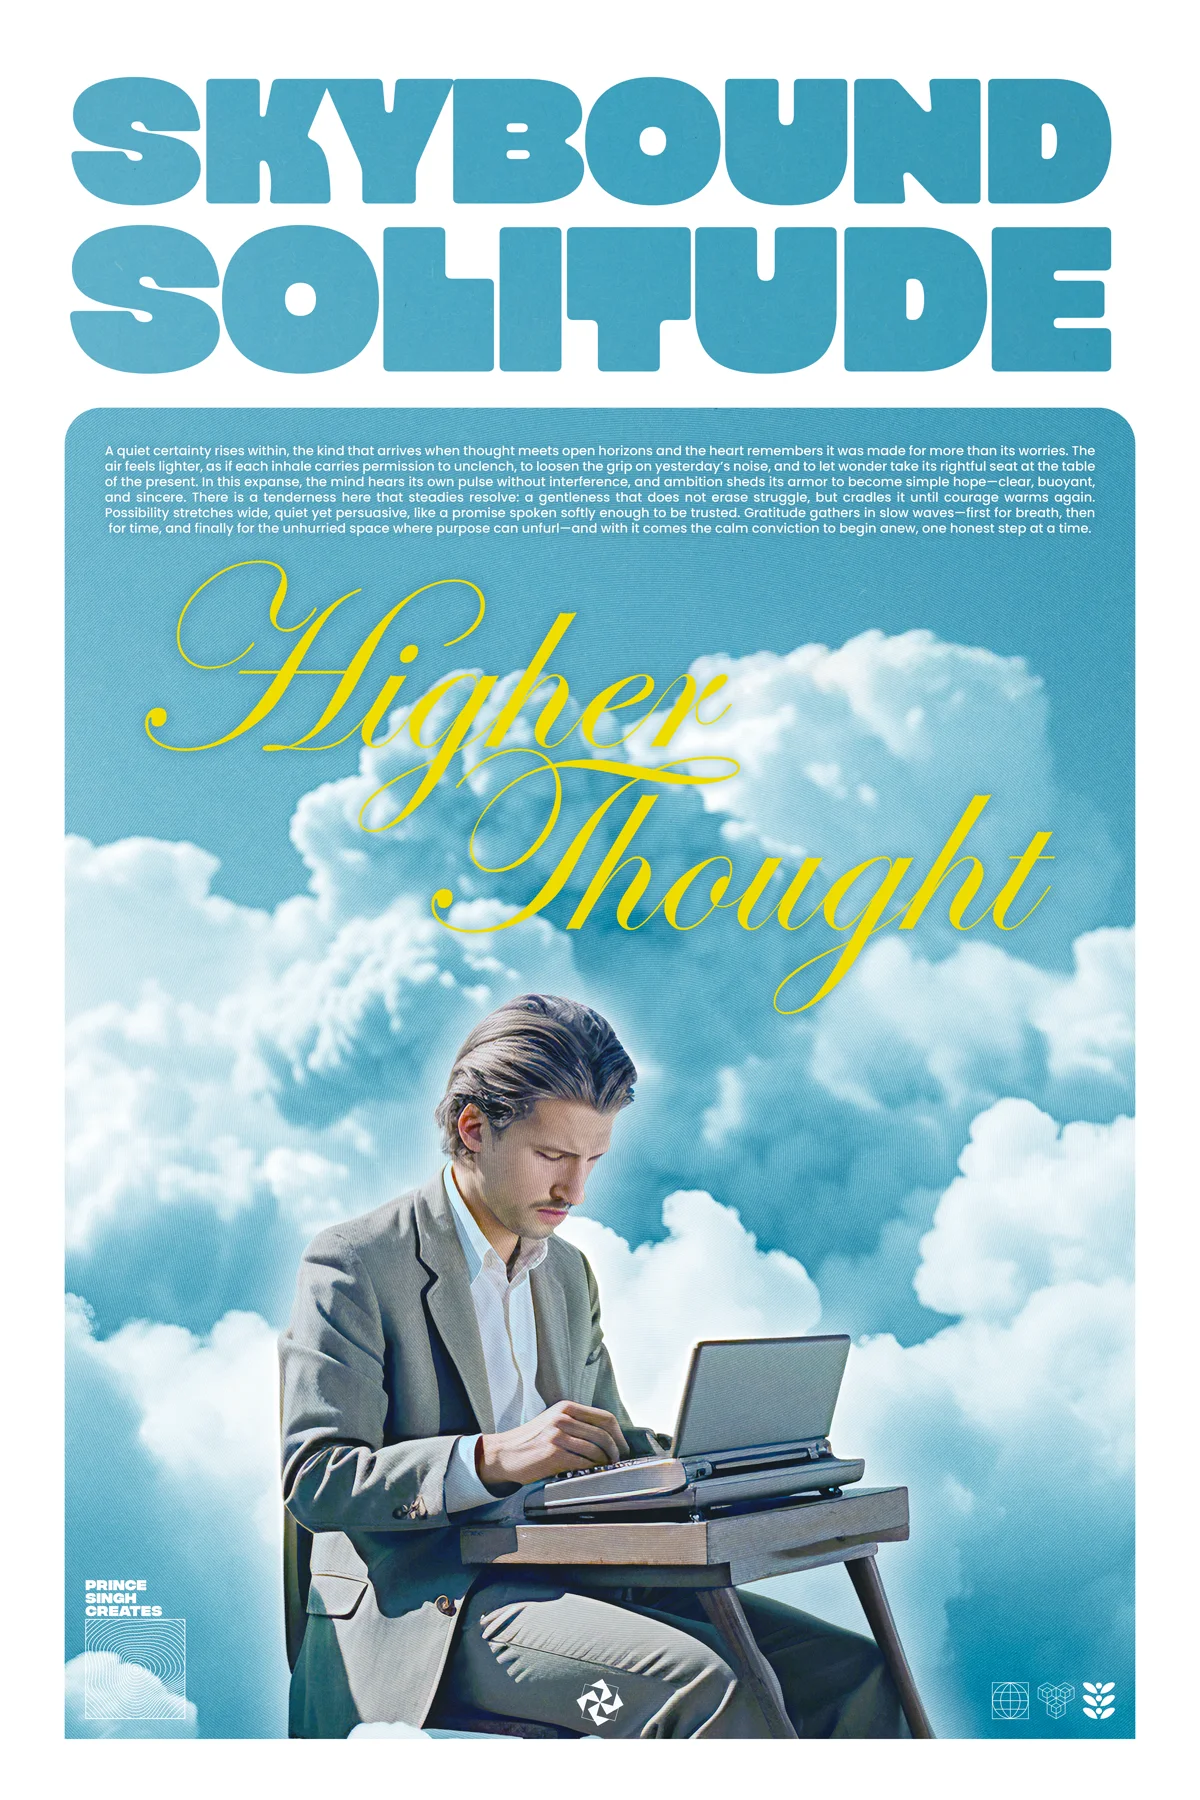 SKYBOUND
SOLITUDE
A quiet certainty rises within, the kind that arrives when thought meets open horizons and the heart remembers it was made for more than its worries. The
air feels lighter, as if each inhale carries permission to unclench, to loosen the grip on yesterday's noise, and to let wonder take its rightful seat at the table
of the present. In this expanse, the mind hears its own pulse without interference, and ambition sheds its armor to become simple hope—clear, buoyant,
and sincere. There is a tenderness here that steadies resolve: a gentleness that does not erase struggle, but cradles it until courage warms again.
Possibility stretches wide, quiet yet persuasive, like a promise spoken softly enough to be trusted. Gratitude gathers in slow waves—first for breath, then
for time, and finally for the unhurried space where purpose can unfurl—and with it comes the calm conviction to begin anew, one honest step at a time.
Higher
Thought
PRINCE
SINGH
CREATES